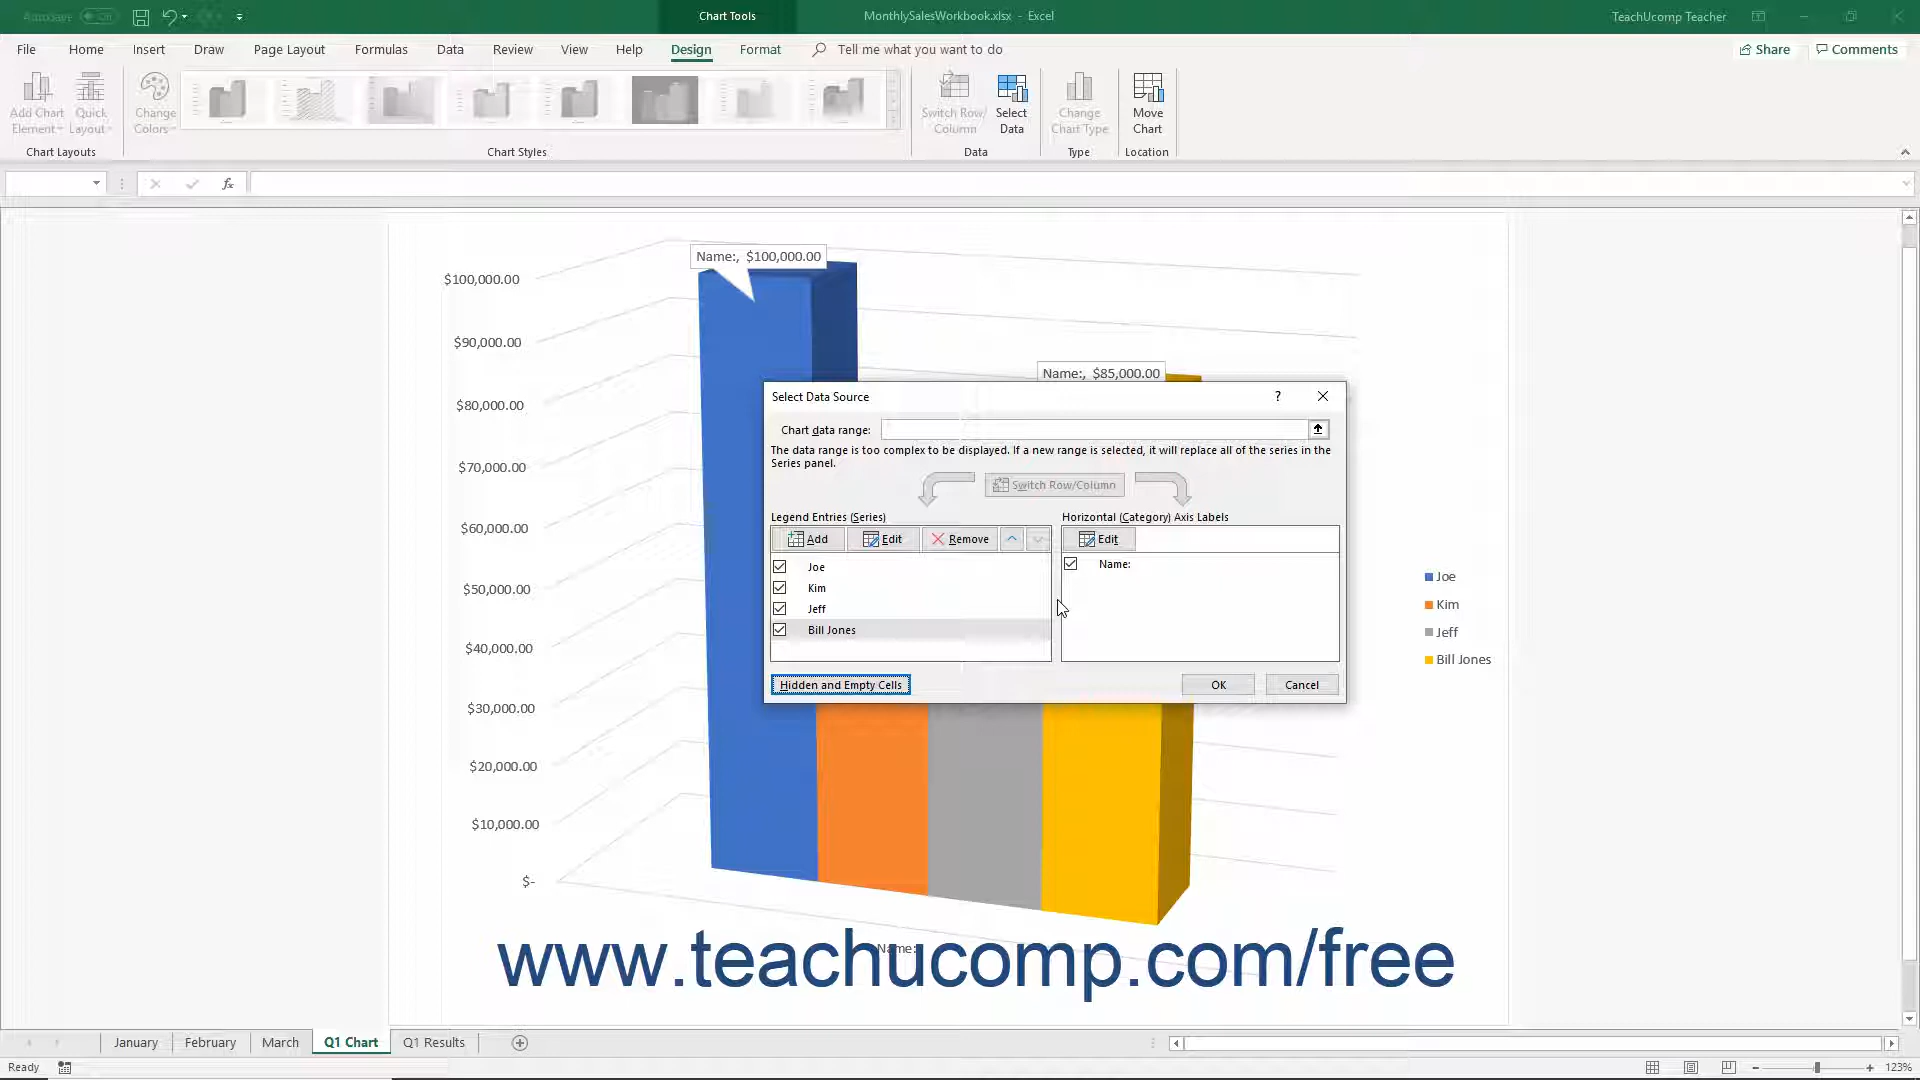 AutoSave Off
Chart Tools
MonthlySalesWorkbook.xlsx - Excel
TeachUcomp Teacher
File Home Insert Draw Page Layout Formulas Data Review View Help Design Format Tell me what you want to do
Share Comments
Add Chart Element
Quick Layout
Change Colors
Switch Row/ Column
Select Data
Change Chart Type
Move Chart
Chart Layouts
Chart Styles
Data
Type
Location
fx
Name:, $100,000.00
$100,000.00
$90,000.00
Name:, $85,000.00
$80,000.00
$70,000.00
$60,000.00
$50,000.00
$40,000.00
$30,000.00
$20,000.00
$10,000.00
$-
Select Data Source
?
Chart data range:
The data range is too complex to be displayed. If a new range is selected, it will replace all of the series in the
Series panel.
Switch Row/Column
Legend Entries (Series)
Add Edit Remove
Joe
Kim
Jeff
Bill Jones
Horizontal (Category) Axis Labels
Edit
Name:
Hidden and Empty Cells
OK
Cancel
Joe
Kim
Jeff
Bill Jones
Name:
www.teachucomp.com/free
January February March Q1 Chart Q1 Results
Ready
123%